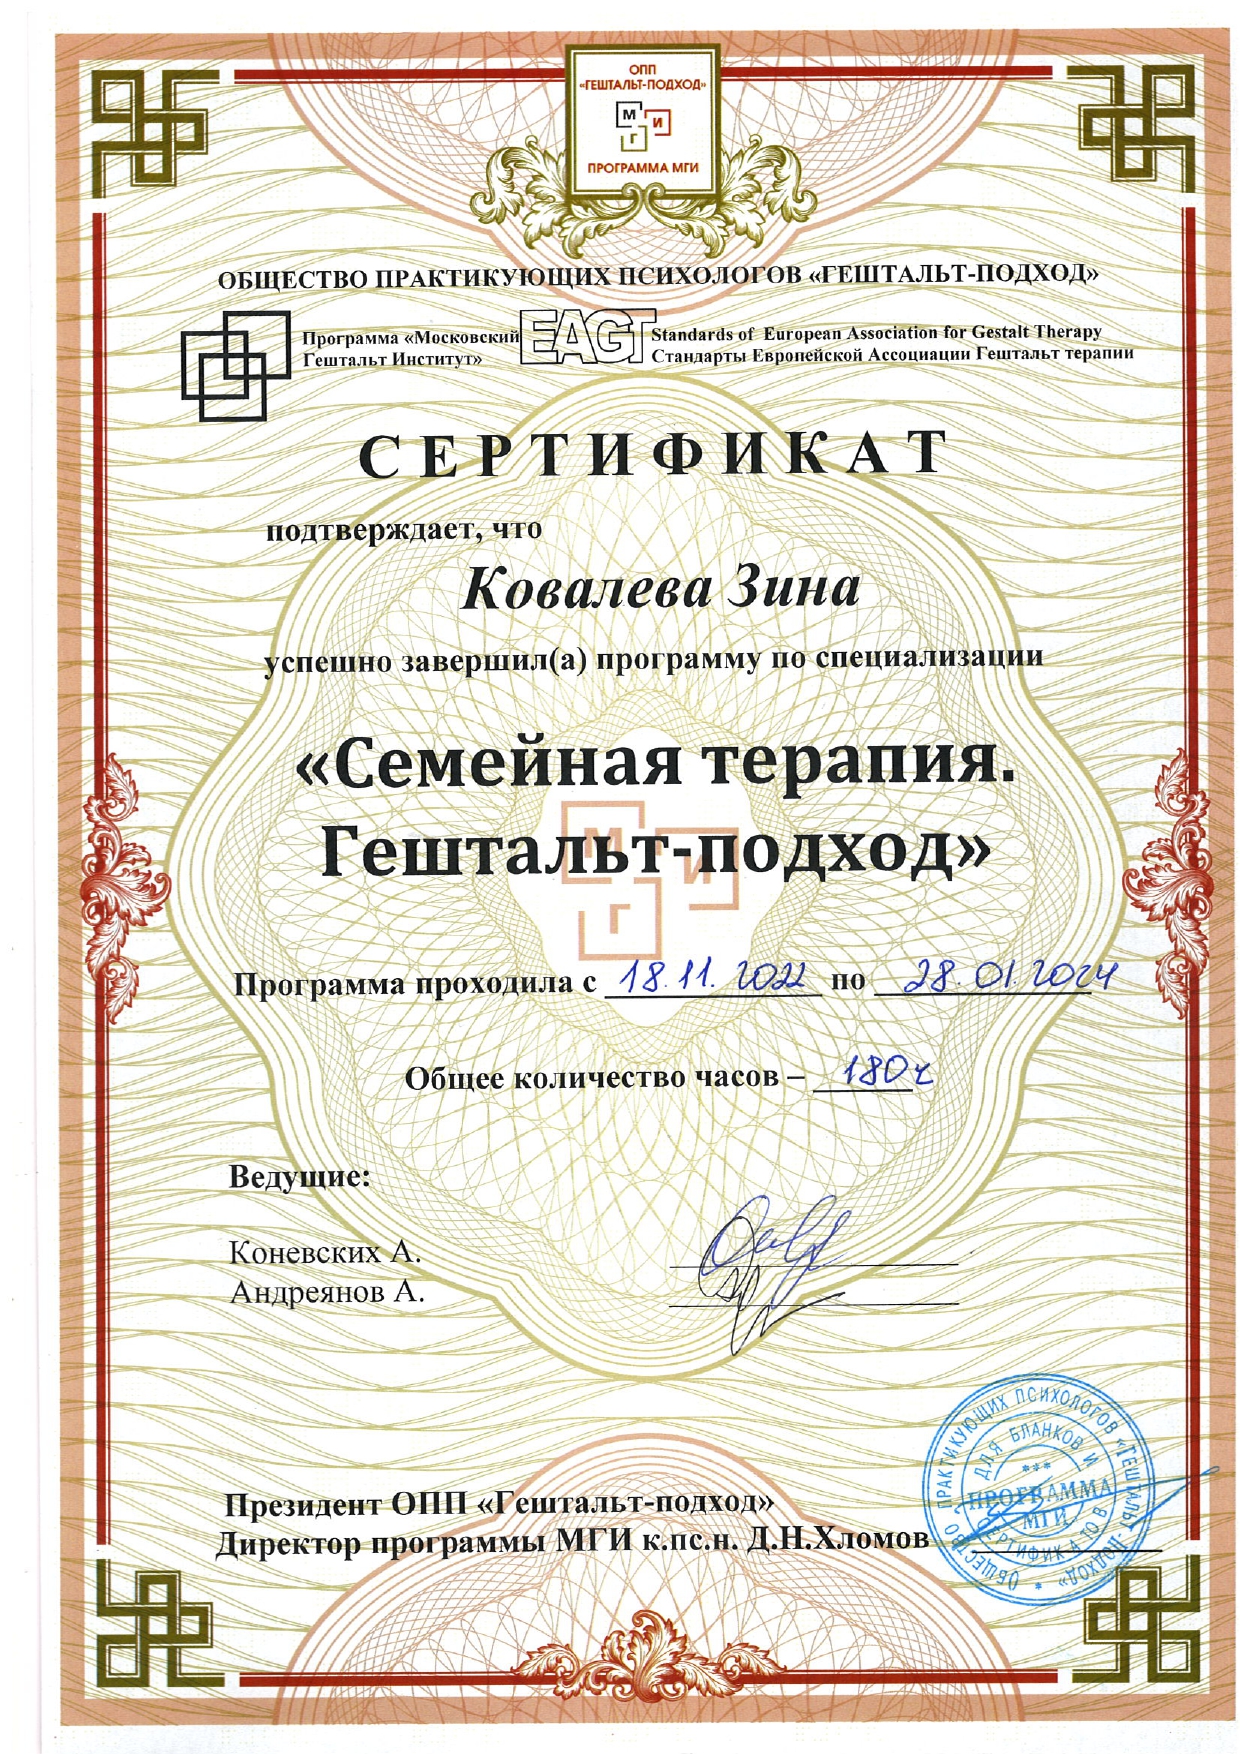 ОПП
«ГЕШТАЛЬТ-ПОДХОД»
М
И
Г
ПРОГРАММА МГИ
ОБЩЕСТВО ПРАКТИКУЮЩИХ ПСИХОЛОГОВ «ГЕШТАЛЬТ-ПОДХОД»
Программа «Московский
Гештальт Институт»
EAGT
Standards of European Association for Gestalt Therapy
Стандарты Европейской Ассоциации Гештальт терапии
СЕРТИФИКАТ
подтверждает, что
Ковалева Зина
успешно завершил(а) программу по специализации
«Семейная терапия.
Гештальт-подход»
М
И
Г
Программа проходила с 18.11.2022 по 28.01.2024
Общее количество часов – 180ч
Ведущие:
Коневских А.
Андреянов А.
Президент ОПП «Гештальт-подход»
Директор программы МГИ к.пс.н. Д.Н.Хломов
ОБЩЕСТВО ПРАКТИКУЮЩИХ ПСИХОЛОГОВ «ГЕШТАЛЬТ-ПОДХОД»
ДЛЯ БЛАНКОВ И СЕРТИФИКАТОВ
ПРОГРАММА
МГИ